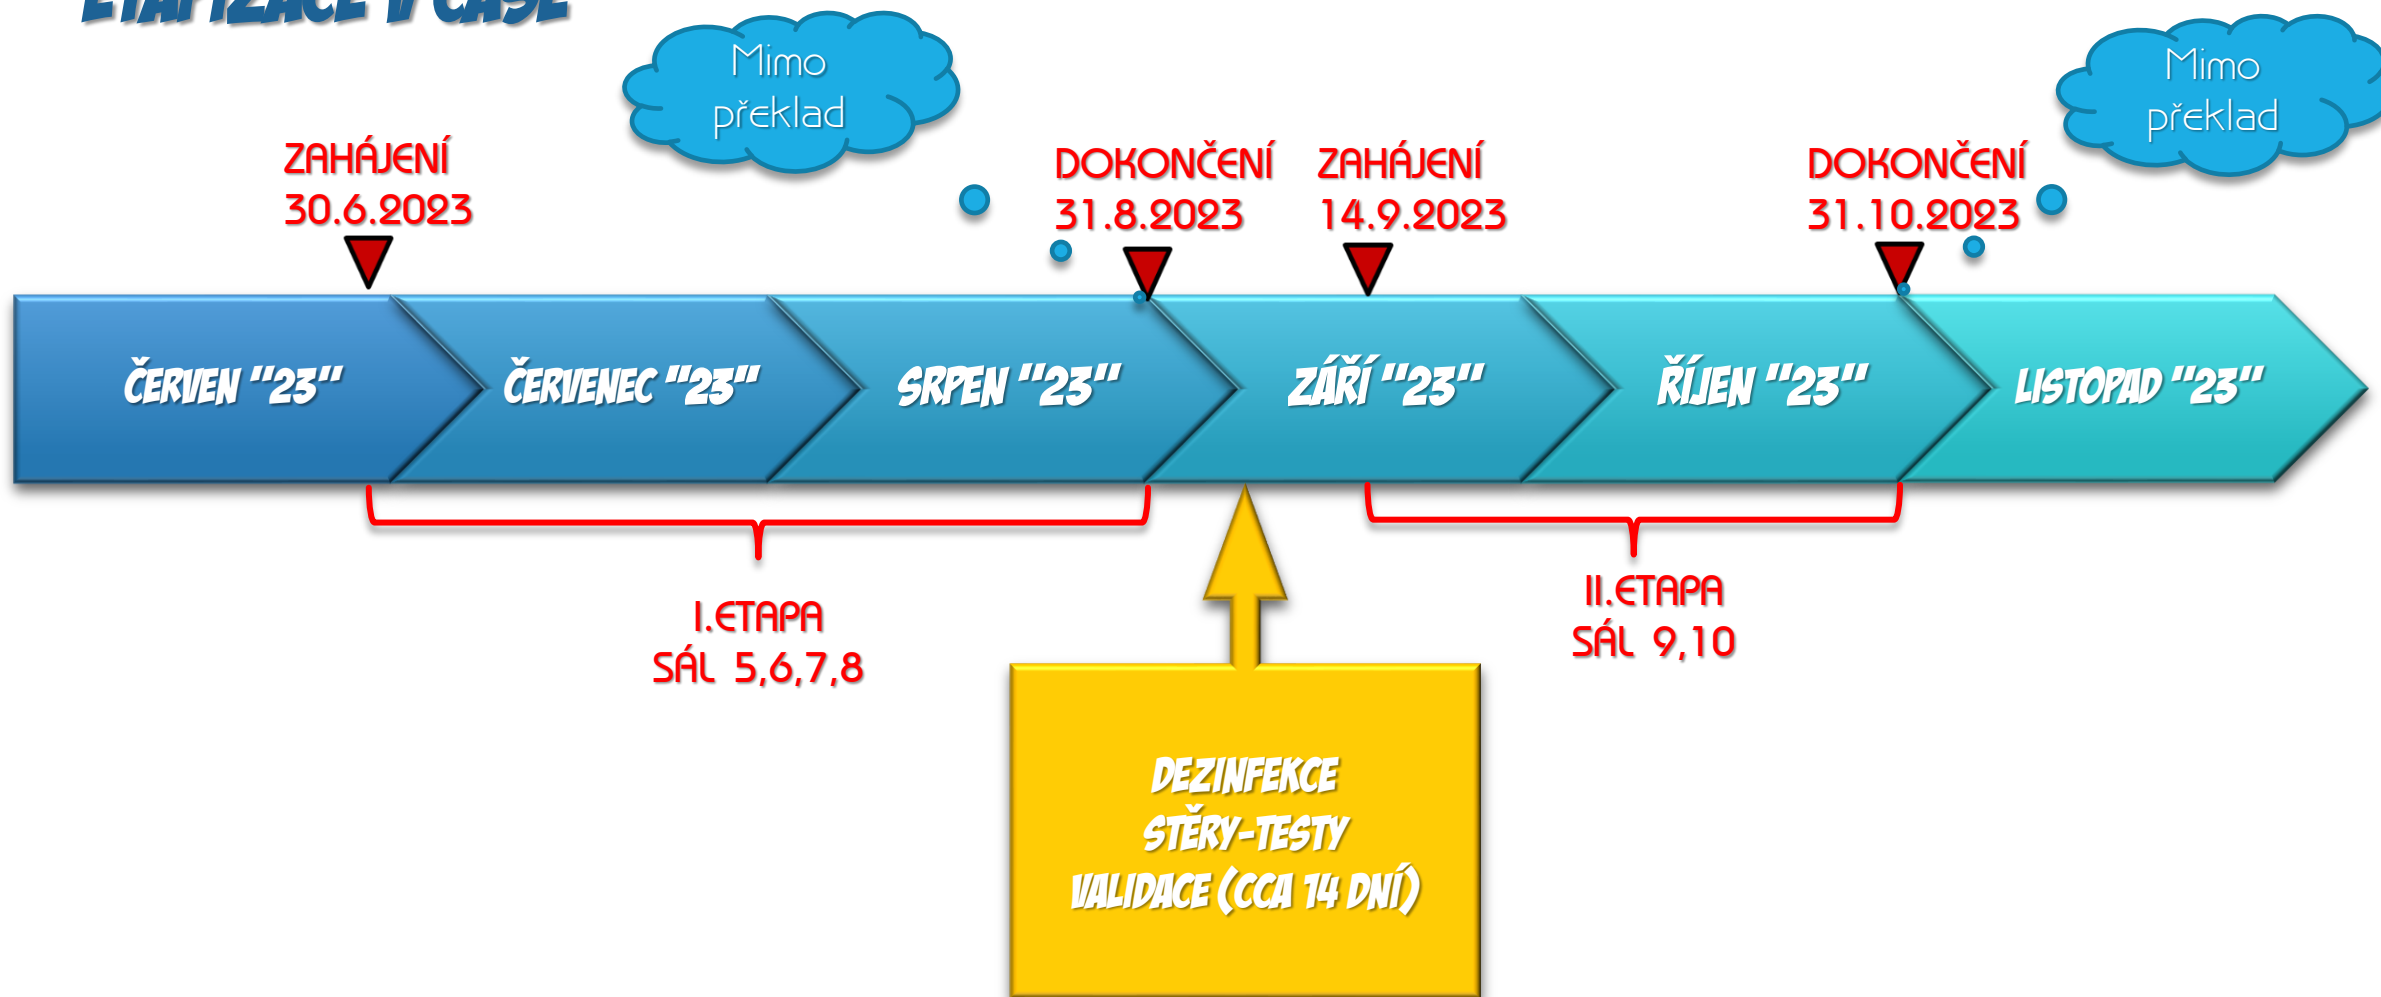 ETAPIZACE V ČASE
Mimo
překlad
Mimo
překlad
ZAHÁJENÍ
30.6.2023
DOKONČENÍ
31.8.2023
ZAHÁJENÍ
14.9.2023
DOKONČENÍ
31.10.2023
ČERVEN "23"
ČERVENEC "23"
SRPEN "23"
ZÁŘÍ "23"
ŘÍJEN "23"
LISTOPAD "23"
I.ETAPA
SÁL 5,6,7,8
II.ETAPA
SÁL 9,10
DEZINFEKCE
STĚRY-TESTY
VALIDACE (CCA 14 DNÍ)